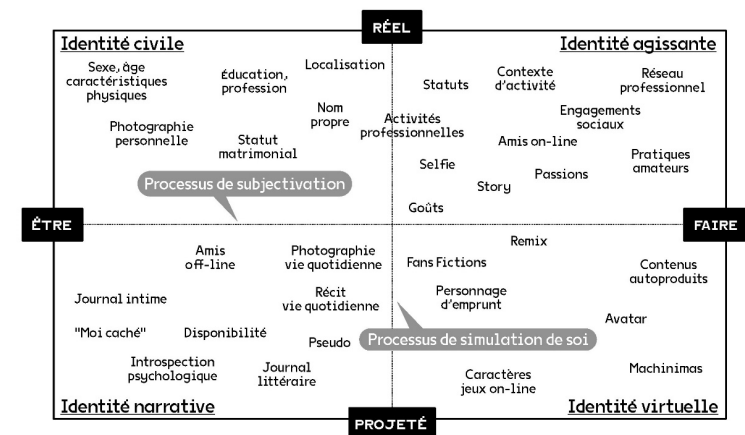 RÉEL
Identité civile
Identité agissante
Sexe, âge
caractéristiques
physiques
Éducation,
profession
Localisation
Nom
propre
Photographie
personnelle
Statut
matrimonial
Statuts
Contexte
d'activité
Réseau
professionnel
Activités
professionnelles
Engagements
sociaux
Amis on-line
Selfie
Story
Passions
Pratiques
amateurs
Goûts
Processus de subjectivation
ÊTRE
FAIRE
Amis
off-line
Photographie
vie quotidienne
Journal intime
Récit
vie quotidienne
"Moi caché"
Disponibilité
Pseudo
Introspection
psychologique
Journal
littéraire
Remix
Fans Fictions
Contenus
autoproduits
Personnage
d'emprunt
Avatar
Processus de simulation de soi
Caractères
jeux on-line
Machinimas
Identité narrative
Identité virtuelle
PROJETÉ